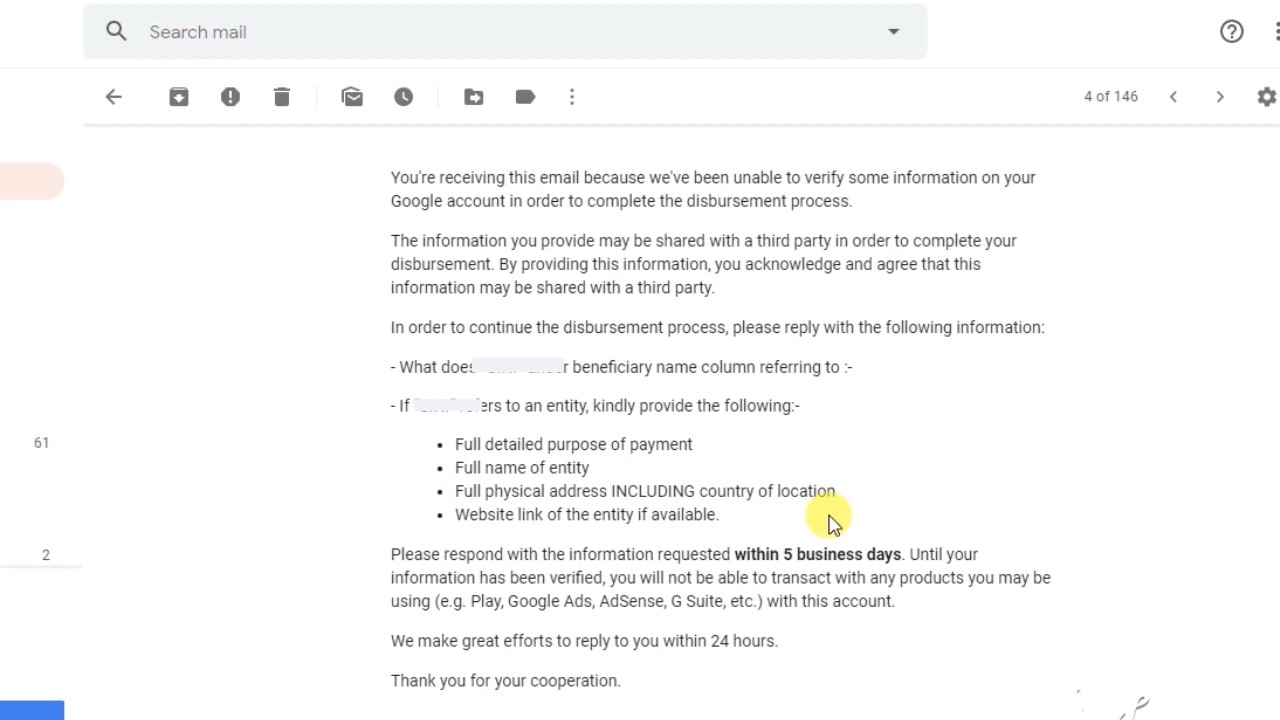 Search mail
4 of 146
You're receiving this email because we've been unable to verify some information on your
Google account in order to complete the disbursement process.
The information you provide may be shared with a third party in order to complete your
disbursement. By providing this information, you acknowledge and agree that this
information may be shared with a third party.
In order to continue the disbursement process, please reply with the following information:
- What does beneficiary name column referring to :-
- If to an entity, kindly provide the following:-
• Full detailed purpose of payment
61
• Full name of entity
• Full physical address INCLUDING country of location
• Website link of the entity if available.
Please respond with the information requested within 5 business days. Until your
2
information has been verified, you will not be able to transact with any products you may be
using (e.g. Play, Google Ads, AdSense, G Suite, etc.) with this account.
We make great efforts to reply to you within 24 hours.
Thank you for your cooperation.